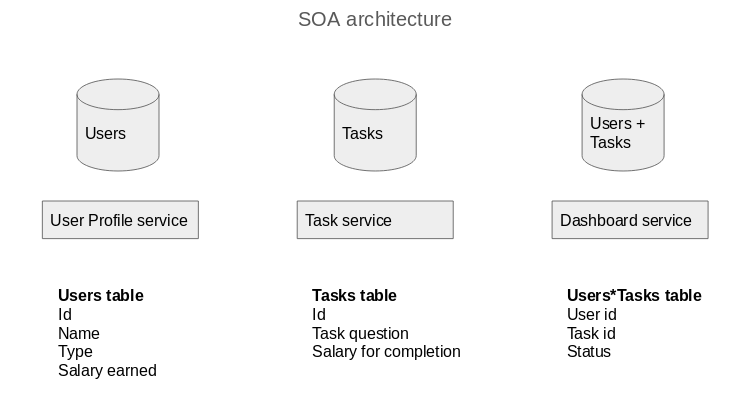 SOA architecture
Users
Tasks
Users +
Tasks
User Profile service
Task service
Dashboard service
Users table
Id
Name
Type
Salary earned
Tasks table
Id
Task question
Salary for completion
Users*Tasks table
User id
Task id
Status